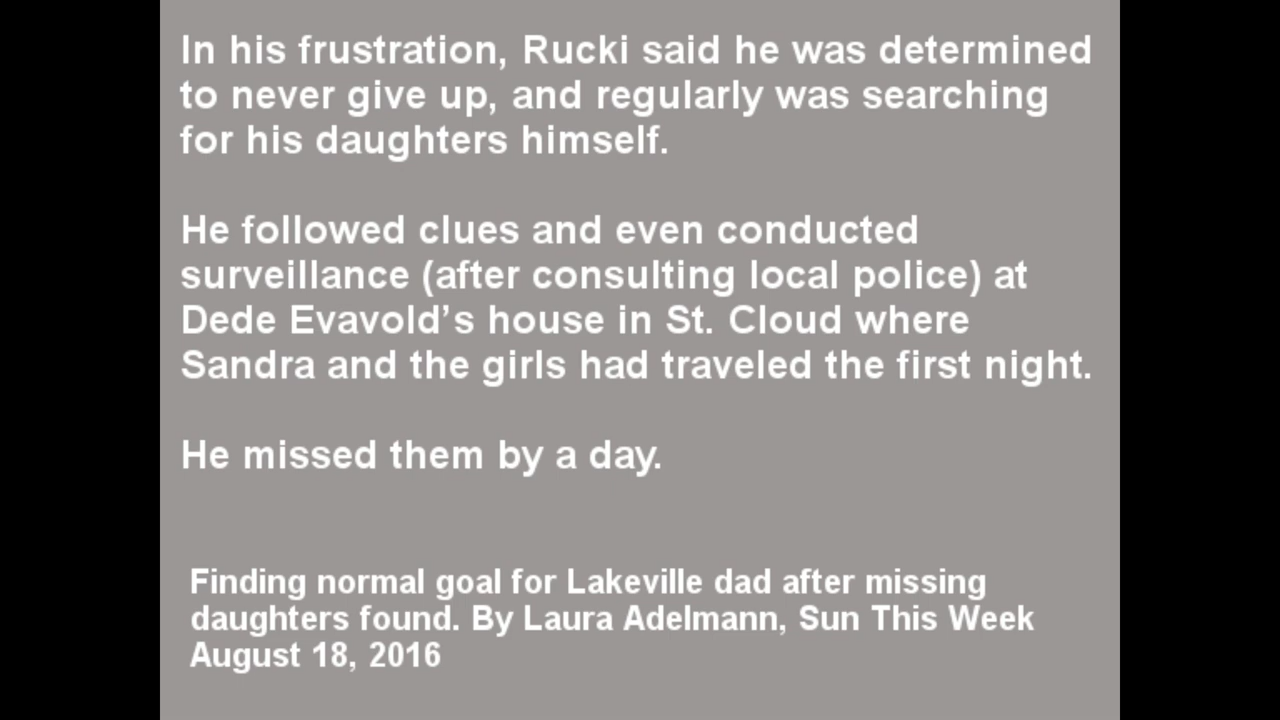 In his frustration, Rucki said he was determined
to never give up, and regularly was searching
for his daughters himself.
He followed clues and even conducted
surveillance (after consulting local police) at
Dede Evavold’s house in St. Cloud where
Sandra and the girls had traveled the first night.
He missed them by a day.
Finding normal goal for Lakeville dad after missing
daughters found. By Laura Adelmann, Sun This Week
August 18, 2016